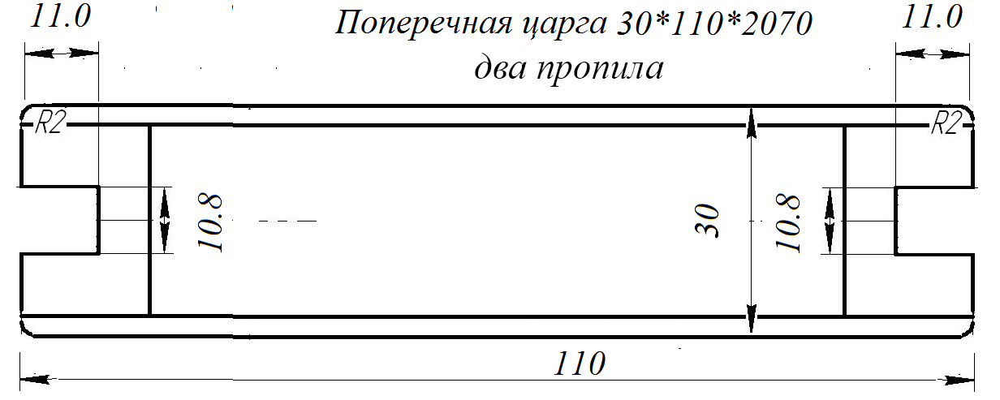 11.0
Поперечная царга 30*110*2070
11.0
два пропила
R2
R2
10.8
30
10.8
110